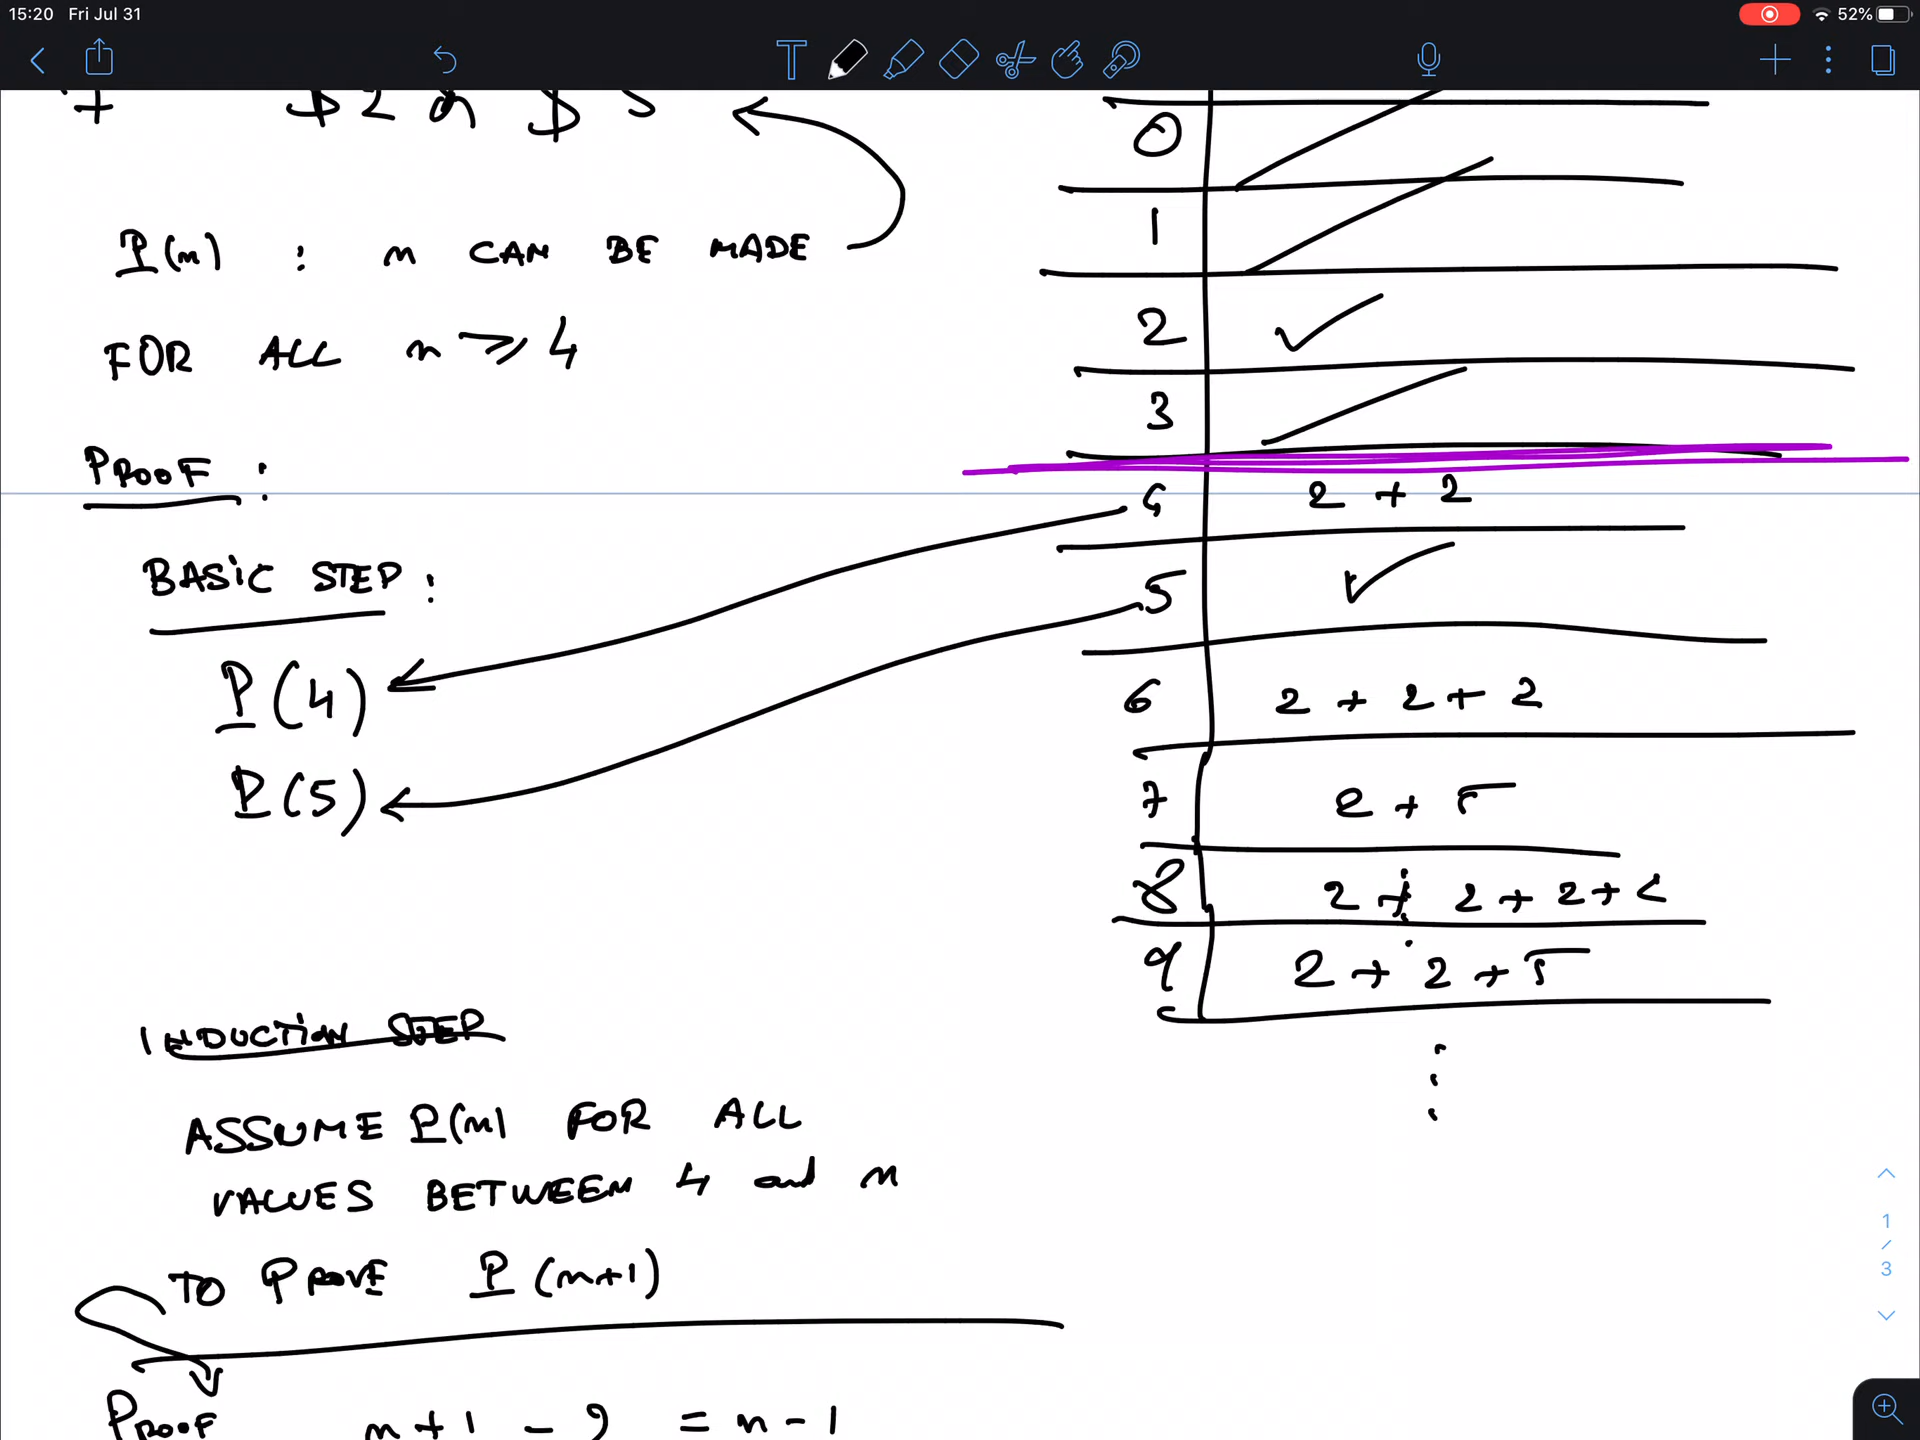 15:20 Fri Jul 31
52%
7 $2 $5
P(n) : n CAN BE MADE
FOR ALL n ⩾ 4
PROOF :
BASIC STEP :
P(4)
P(5)
INDUCTION STEP
ASSUME P(n) FOR ALL
VALUES BETWEEN 4 and n
TO PROVE P(n+1)
PROOF n+1 - 2 = n-1
0
1
2 ✓
3
4 2 + 2
5 ✓
6 2 + 2 + 2
7 2 + 5
8 2 + 2 + 2 + 2
9 2 + 2 + 5
1
/
3